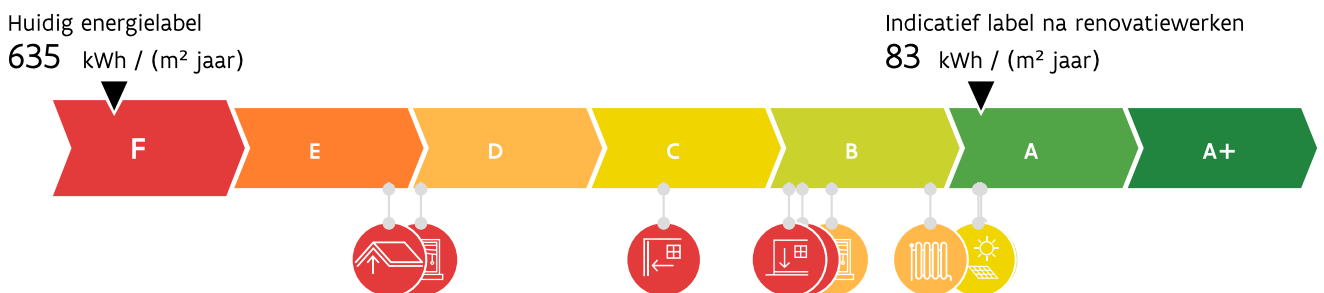 Huidig energielabel
635 kWh / (m² jaar)
Indicatief label na renovatiewerken
83 kWh / (m² jaar)
F
E
D
C
B
A
A+